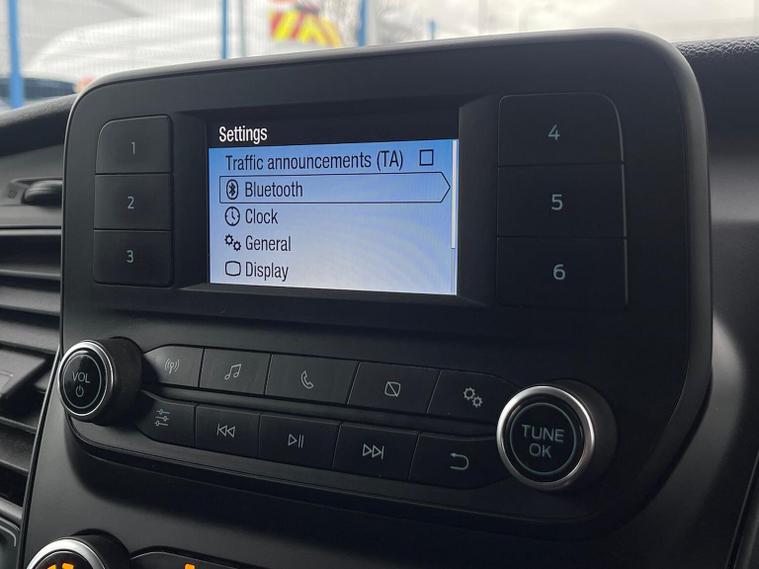 Settings
Traffic announcements (TA)
Bluetooth
Clock
General
Display
1
2
3
4
5
6
VOL
TUNE
OK